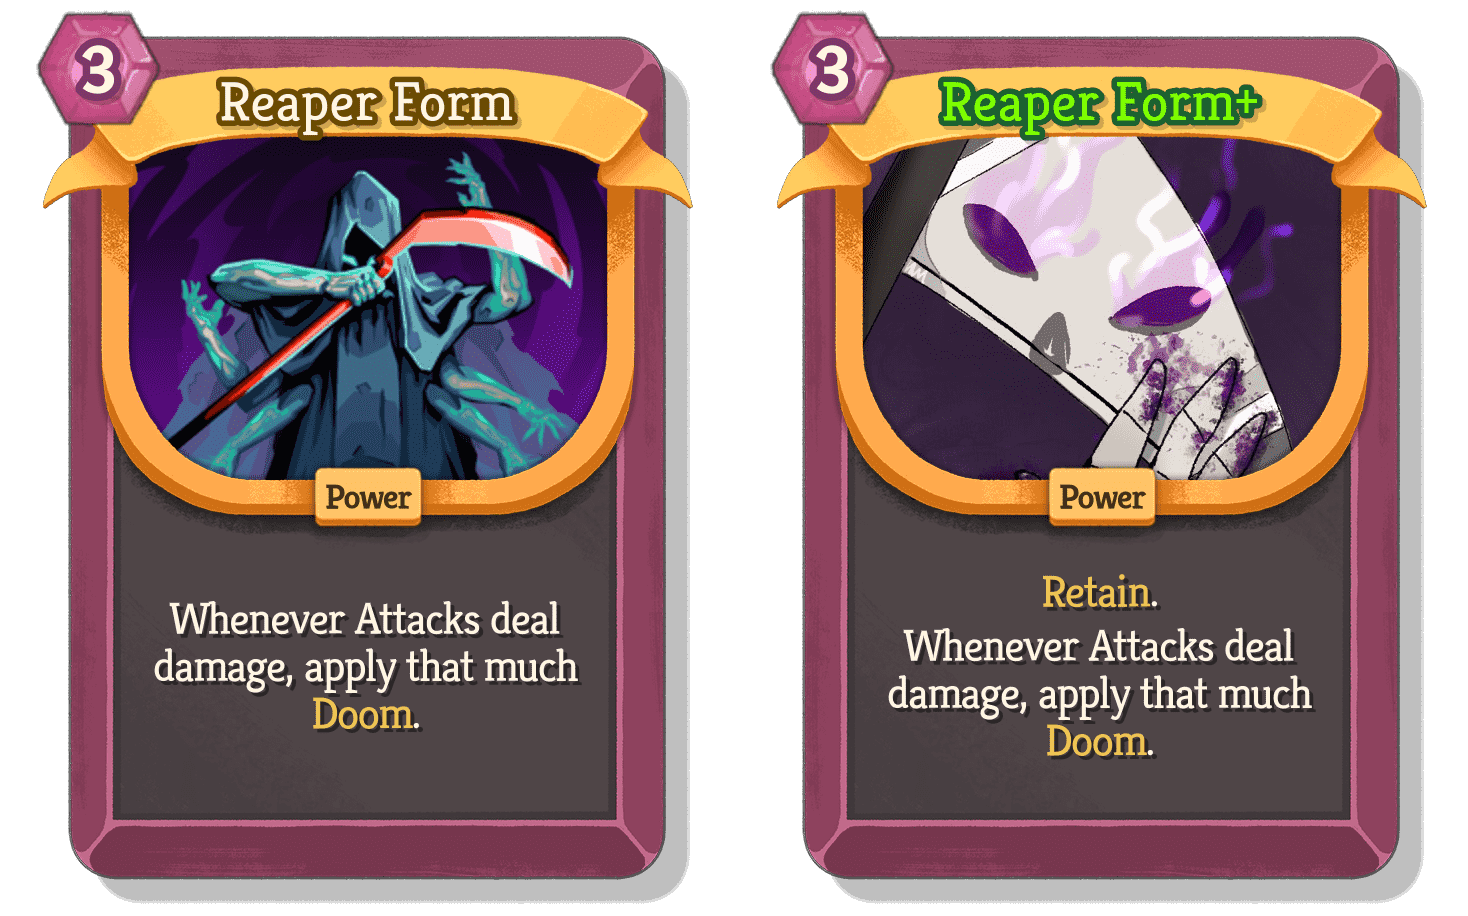 3
Reaper Form
Power
Whenever Attacks deal
damage, apply that much
Doom.
3
Reaper Form+
Power
Retain.
Whenever Attacks deal
damage, apply that much
Doom.